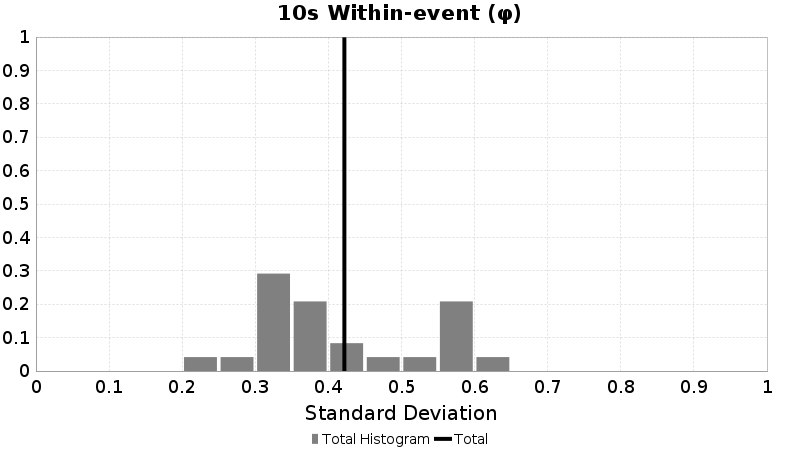 10s Within-event (φ)
1
0.9
0.8
0.7
0.6
0.5
0.4
0.3
0.2
0.1
0
0 0.1 0.2 0.3 0.4 0.5 0.6 0.7 0.8 0.9 1
Standard Deviation
Total Histogram Total